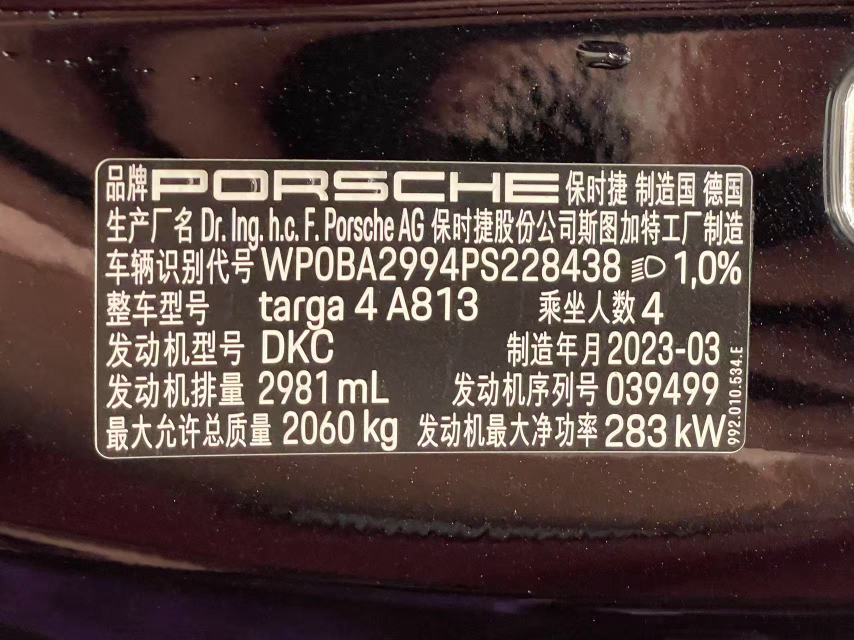 品牌 PORSCHE 保时捷 制造国 德国
生产厂名 Dr. Ing. h.c. F. Porsche AG 保时捷股份公司斯图加特工厂制造
车辆识别代号 WP0BA2994PS228438 1,0%
整车型号 targa 4 A813 乘坐人数 4
发动机型号 DKC 制造年月 2023-03
发动机排量 2981 mL 发动机序列号 039499
最大允许总质量 2060 kg 发动机最大净功率 283 kW
992.010.534.E